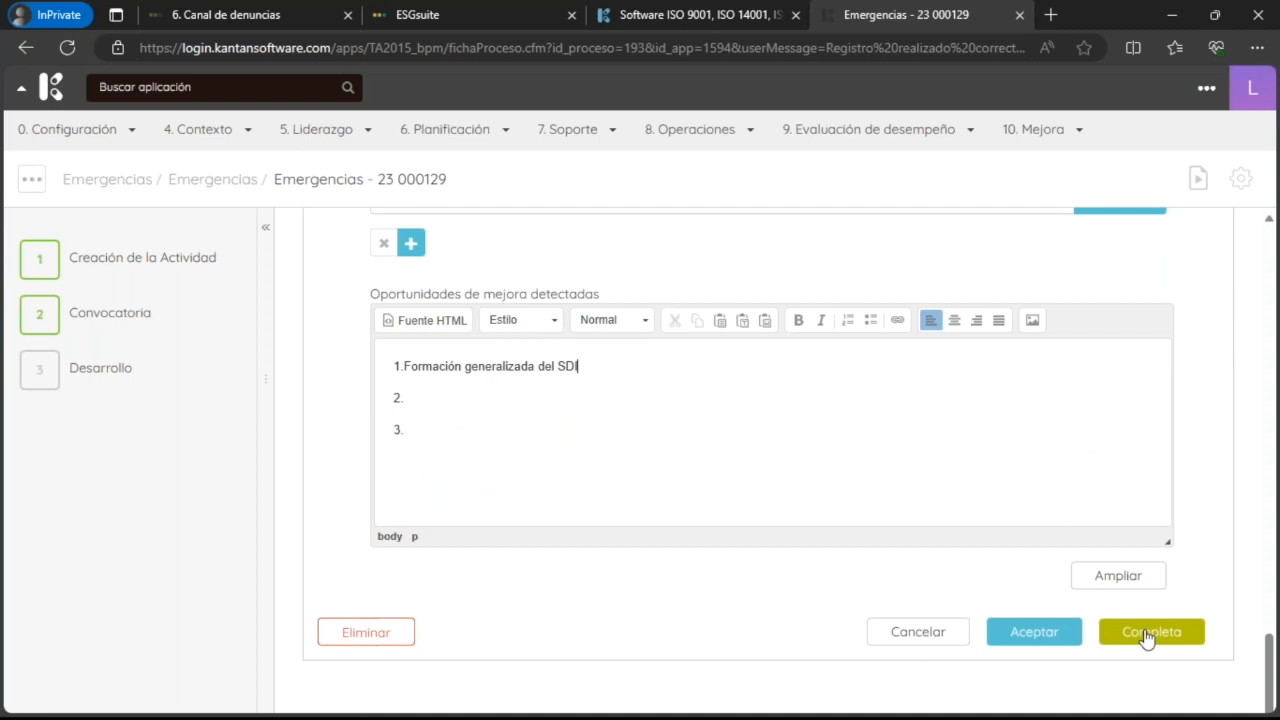 InPrivate
6. Canal de denuncias
ESGsuite
Software ISO 9001, ISO 14001, IS
Emergencias - 23 000129
https://login.kantansoftware.com/apps/TA2015_bpm/fichaProceso.cfm?id_proceso=193&id_app=1594&userMessage=Registro%20realizado%20correct...
Buscar aplicación
L
0. Configuración
4. Contexto
5. Liderazgo
6. Planificación
7. Soporte
8. Operaciones
9. Evaluación de desempeño
10. Mejora
Emergencias / Emergencias / Emergencias - 23 000129
1 Creación de la Actividad
2 Convocatoria
3 Desarrollo
Oportunidades de mejora detectadas
Fuente HTML
Estilo
Normal
B I
1.Formación generalizada del SDI
2.
3.
body p
Ampliar
Eliminar
Cancelar
Aceptar
Completa